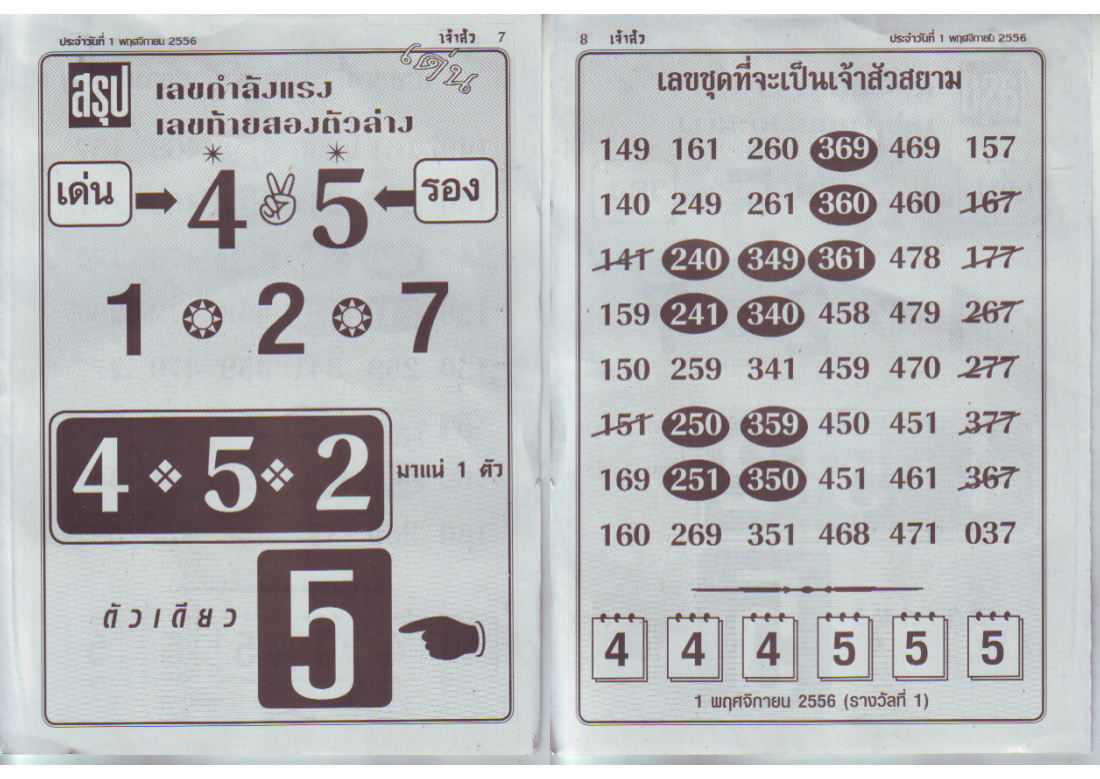 ประจำวันที่ 1 พฤศจิกายน 2556
เจ้าสัว 7
เด่น
สรุป
เลขกำลังแรง
เลขท้ายสองตัวล่าง
เด่น 4 5 รอง
1 2 7
4 5 2 มาแน่ 1 ตัว
ตัวเดียว 5
8 เจ้าสัว ประจำวันที่ 1 พฤศจิกายน 2556
เลขชุดที่จะเป็นเจ้าสัวสยาม
149 161 260 369 469 157
140 249 261 360 460 167
141 240 349 361 478 177
159 241 340 458 479 267
150 259 341 459 470 277
151 250 359 450 451 377
169 251 350 451 461 367
160 269 351 468 471 037
4 4 4 5 5 5
1 พฤศจิกายน 2556 (รางวัลที่ 1)